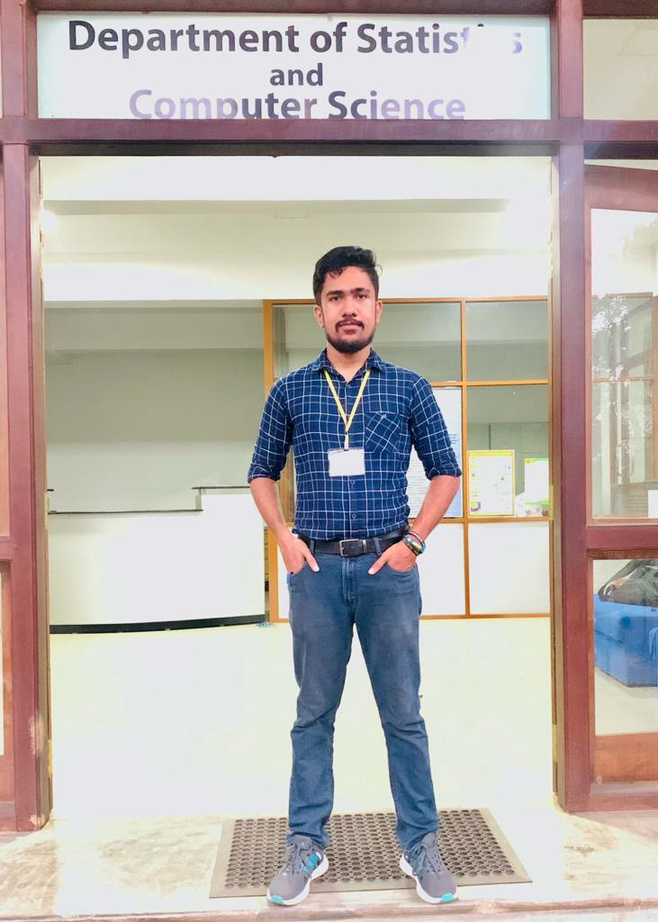 Department of Statistics
and
Computer Science